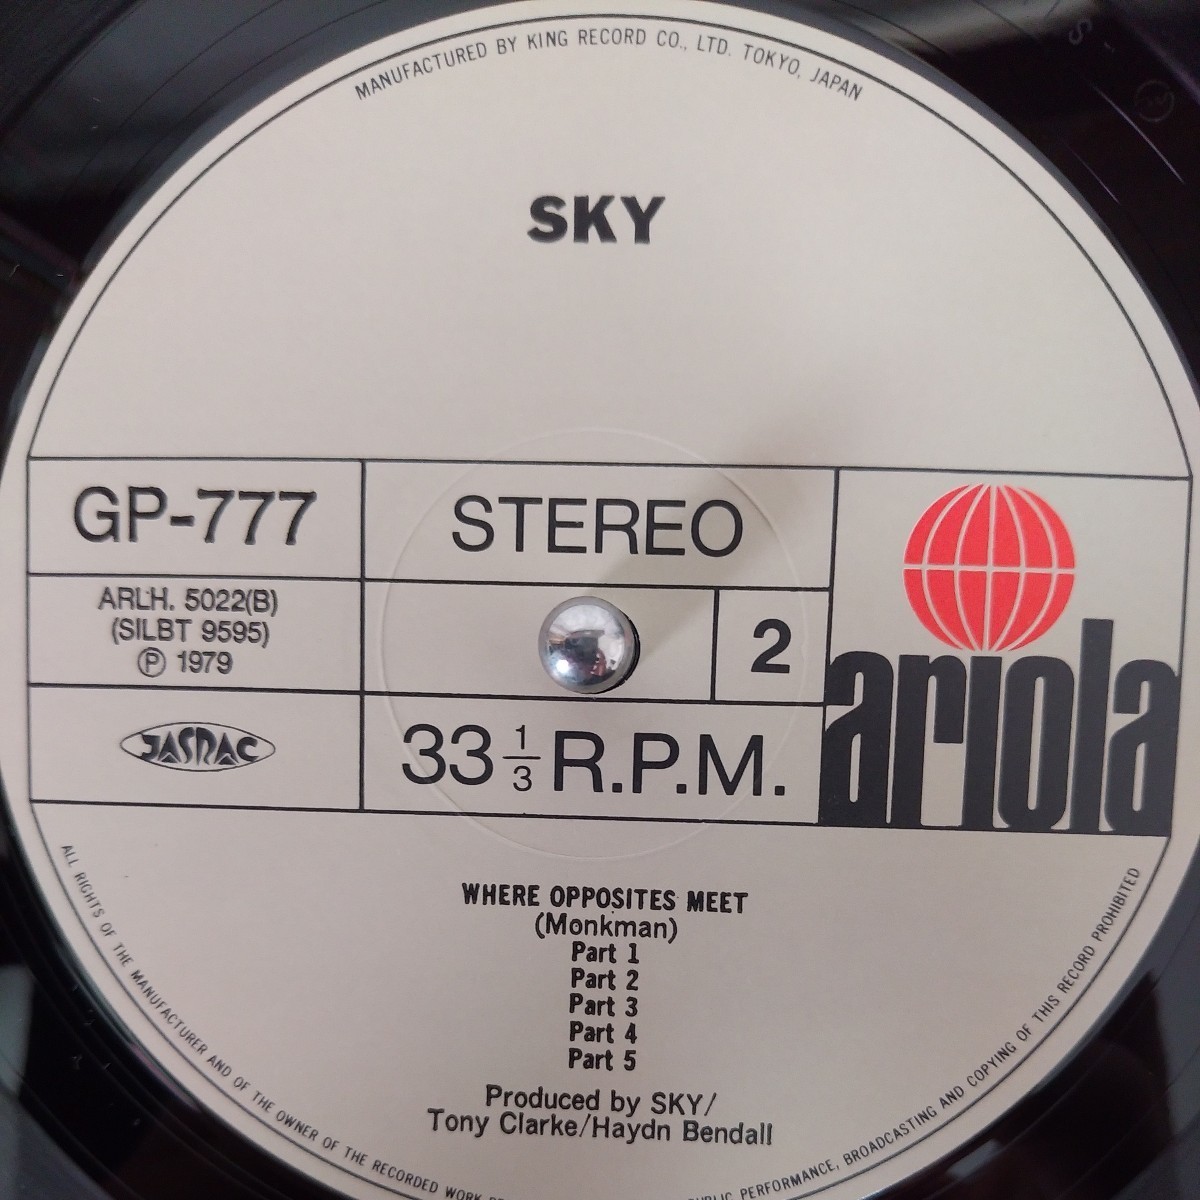 MANUFACTURED BY KING RECORD CO., LTD. TOKYO, JAPAN
SKY
GP-777
STEREO
ARLH. 5022(B)
(SILBT 9595)
Ⓟ 1979
2
ariola
JASRAC
33 1/3 R.P.M.
WHERE OPPOSITES MEET
(Monkman)
Part 1
Part 2
Part 3
Part 4
Part 5
Produced by SKY/
Tony Clarke/Haydn Bendall
ALL RIGHTS OF THE MANUFACTURER AND OF THE OWNER OF THE RECORDED WORK PUBLIC PERFORMANCE, BROADCASTING AND COPYING OF THIS RECORD PROHIBITED